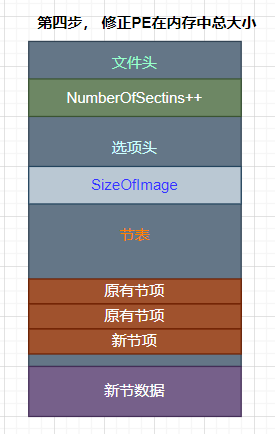 第四步， 修正PE在内存中总大小
文件头
NumberOfSectins++
选项头
SizeOfImage
节表
原有节项
原有节项
新节项
新节数据